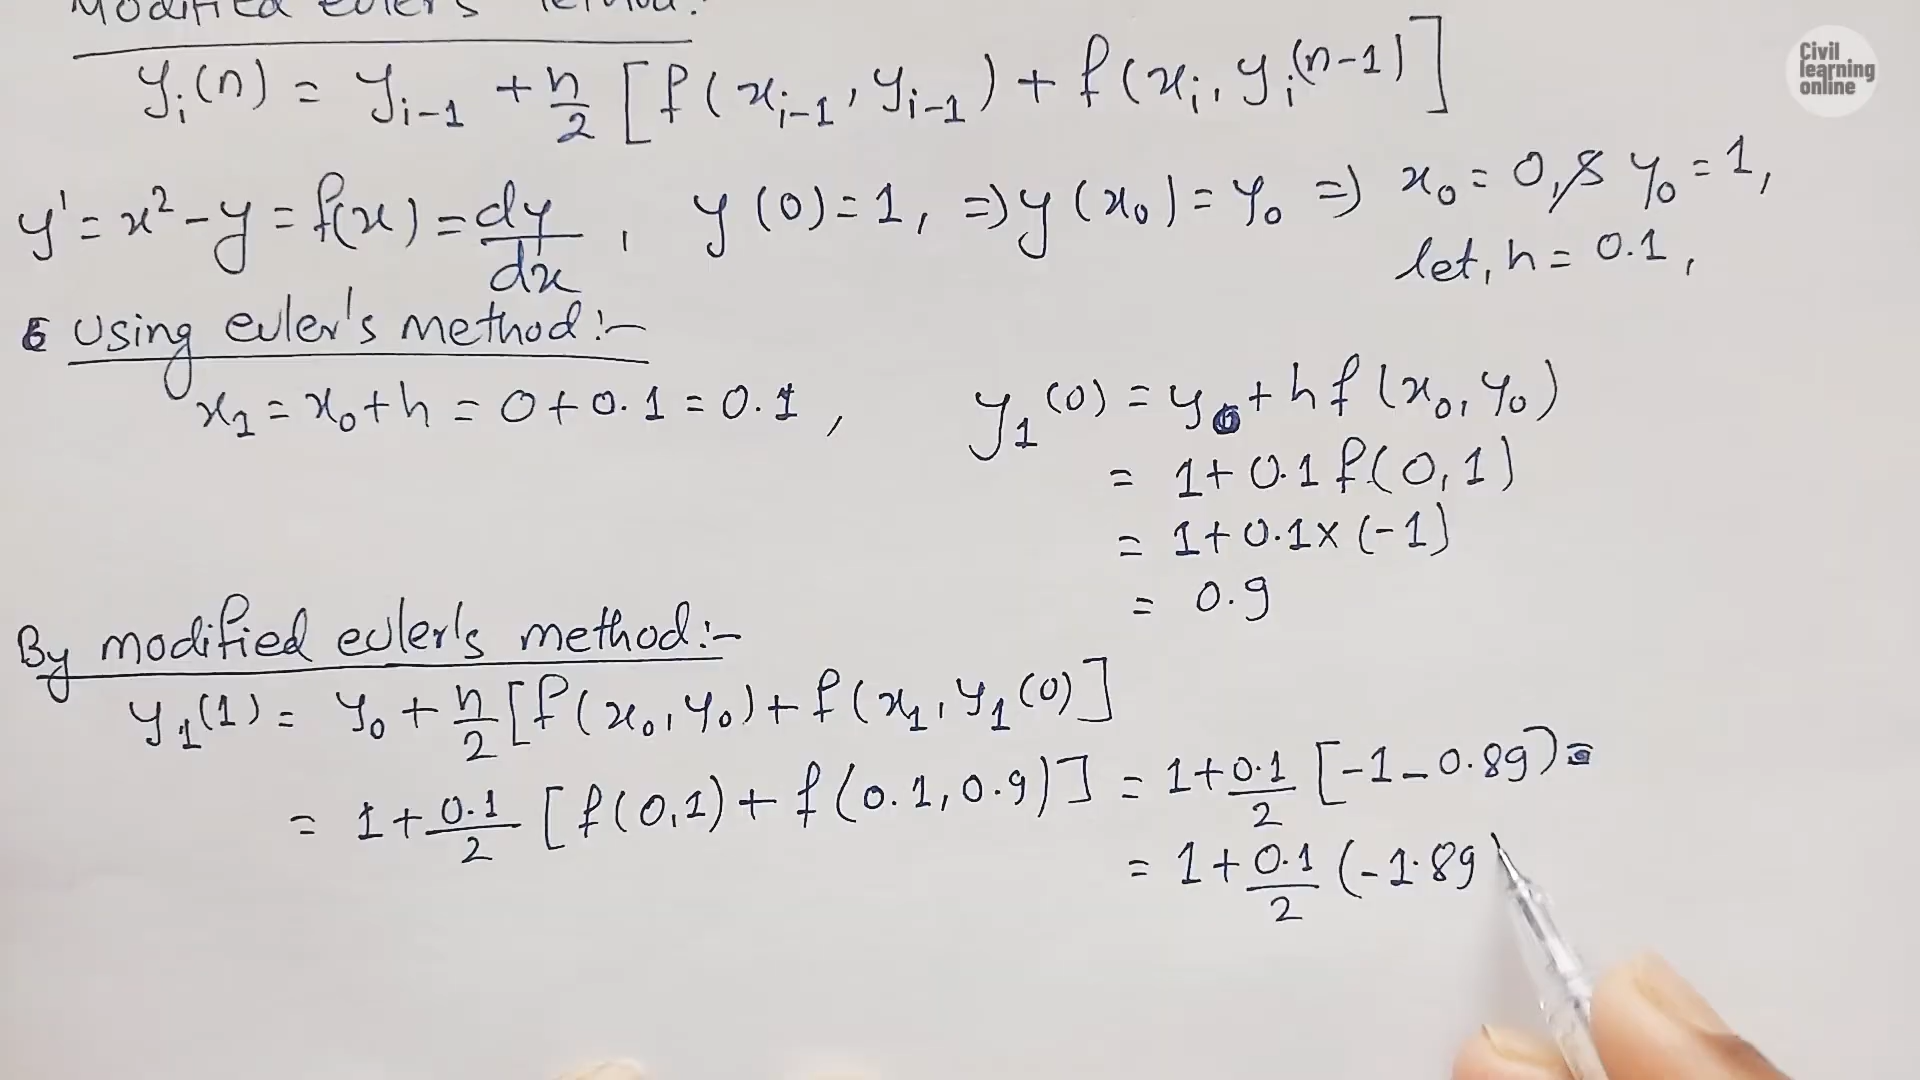 Modified euler's method:
yᵢ(n) = yᵢ₋₁ + h/2 [f(xᵢ₋₁, yᵢ₋₁) + f(xᵢ, yᵢ(n-1)]
y' = x² - y = f(x) = dy/dx, y(0) = 1, => y(x₀) = y₀ => x₀ = 0, y₀ = 1,
let, h = 0.1,
Using euler's method:-
x₁ = x₀ + h = 0 + 0.1 = 0.1, y₁(0) = y₀ + h f(x₀, y₀)
= 1 + 0.1 f(0, 1)
= 1 + 0.1 x (-1)
= 0.9
By modified euler's method:-
y₁(1) = y₀ + h/2 [f(x₀, y₀) + f(x₁, y₁(0)]
= 1 + 0.1/2 [f(0,1) + f(0.1, 0.9)] = 1 + 0.1/2 [-1 - 0.89) =
= 1 + 0.1/2 (-1.89)
Civil
learning
online